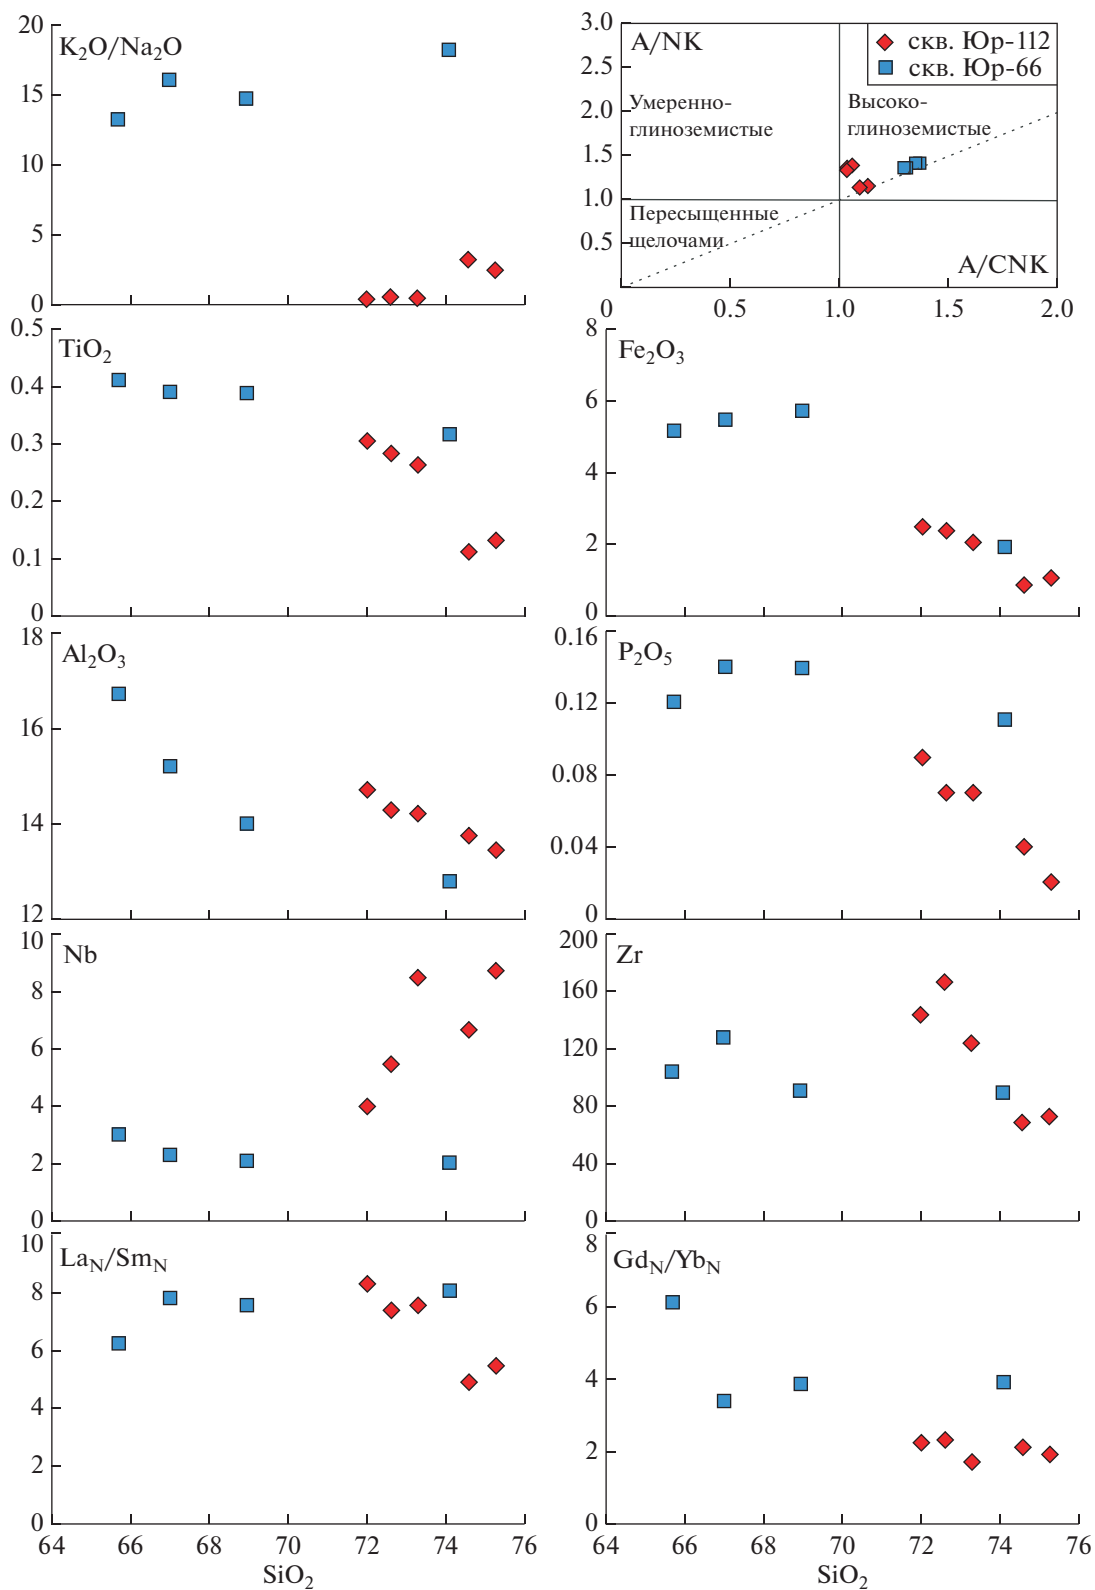 K₂O/Na₂O
20
15
10
5
0
A/NK
3.0
2.5
2.0
1.5
1.0
0.5
0
0.5
1.0
1.5
2.0
A/CNK
скв. Юр-112
скв. Юр-66
Умеренно-
глиноземистые
Высоко-
глиноземистые
Пересыщенные
щелочами
TiO₂
0.5
0.4
0.3
0.2
0.1
0
Fe₂O₃
8
6
4
2
0
Al₂O₃
18
16
14
12
P₂O₅
0.16
0.12
0.08
0.04
0
Nb
10
8
6
4
2
0
Zr
200
160
120
80
40
0
La_N/Sm_N
10
8
6
4
2
0
64 66 68 70 72 74 76
SiO₂
Gd_N/Yb_N
8
6
4
2
0
64 66 68 70 72 74 76
SiO₂